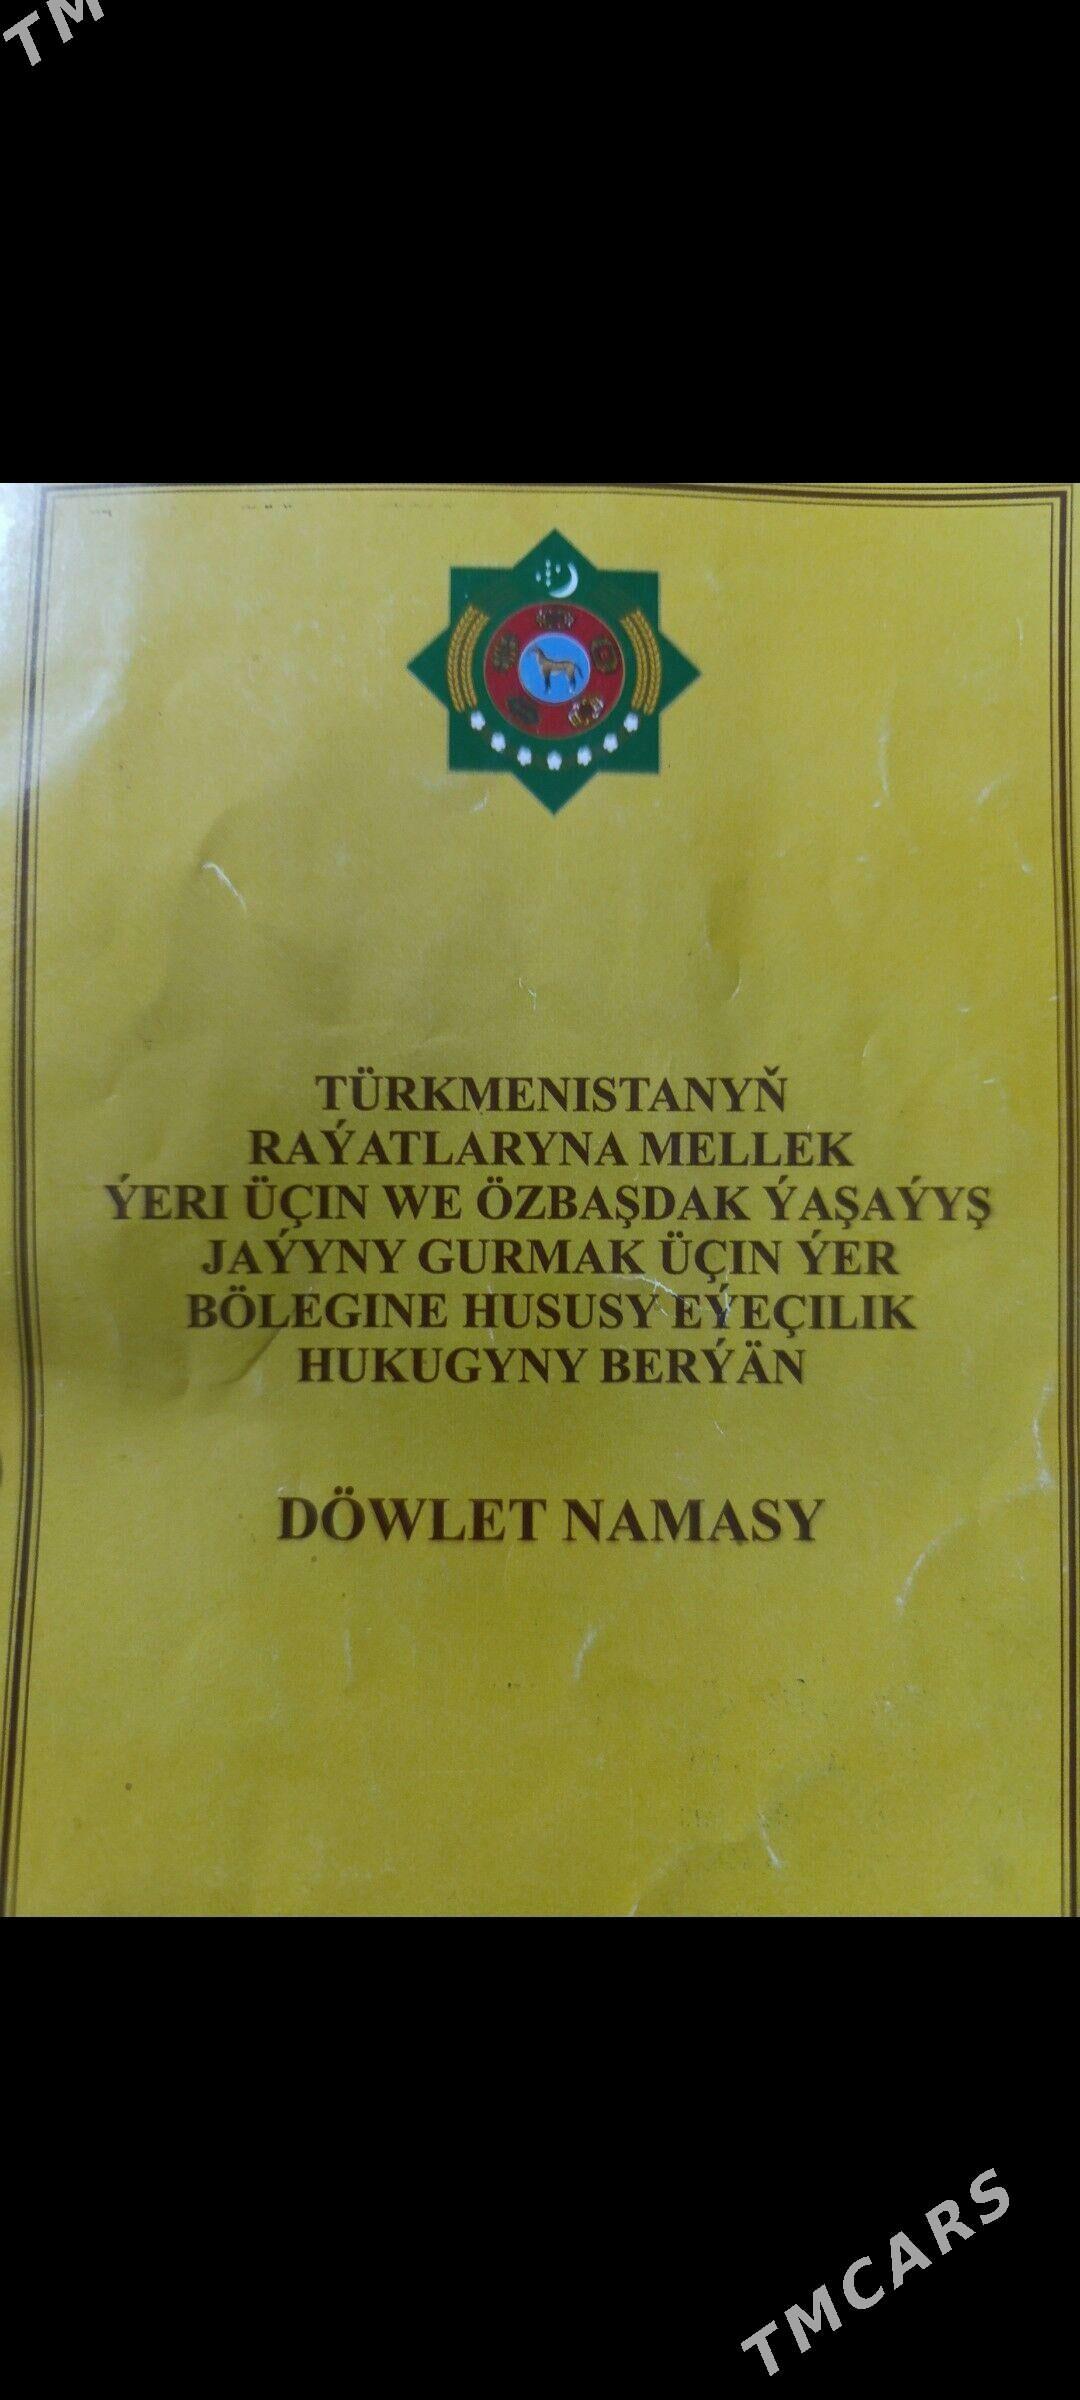 TM
TÜRKMENISTANYŇ
RAÝATLARYNA MELLEK
ÝERI ÜÇIN WE ÖZBAŞDAK ÝAŞAÝYŞ
JAÝYNY GURMAK ÜÇIN ÝER
BÖLEGINE HUSUSY EÝEÇILIK
HUKUGYNY BERÝÄN
DÖWLET NAMASY
TMCARS